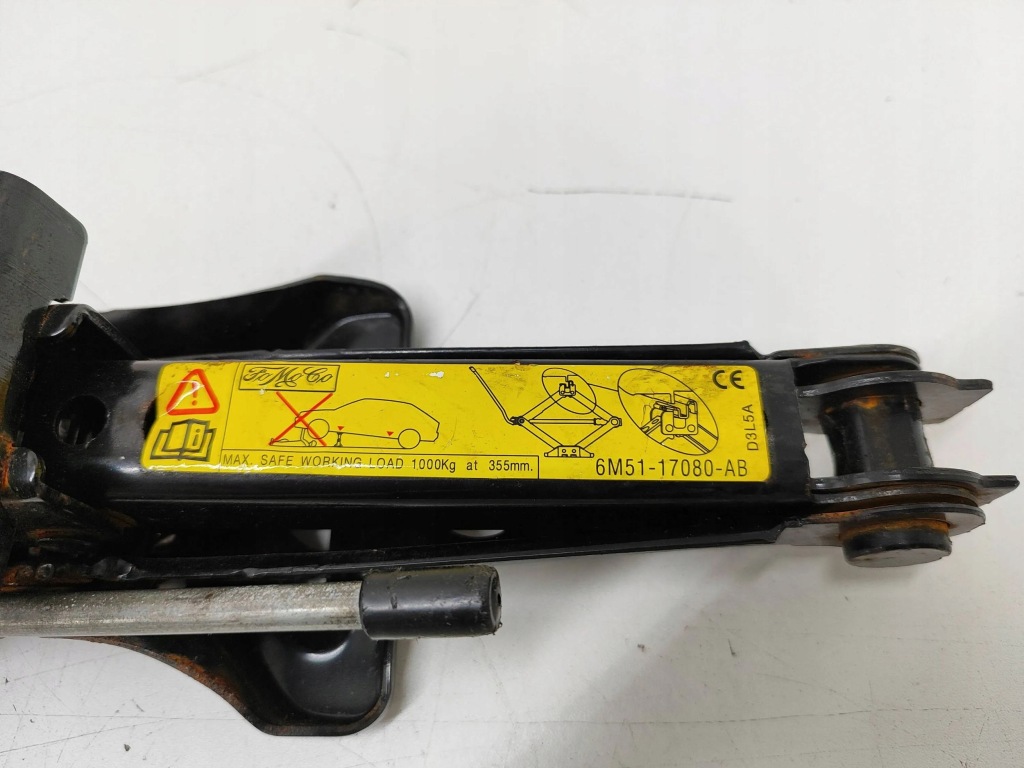 FoMoCo
CE
MAX. SAFE WORKING LOAD 1000Kg at 355mm.
6M51-17080-AB
D3L5A